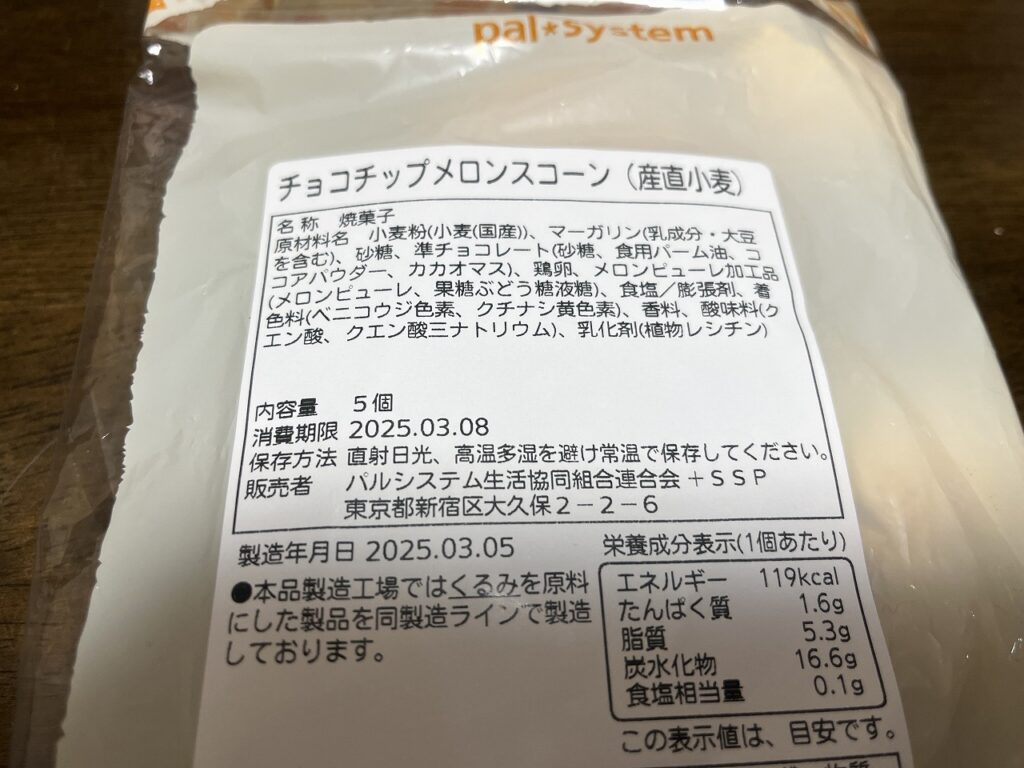 pal*system
チョコチップメロンスコーン（産直小麦）
名称　焼菓子
原材料名　小麦粉(小麦(国産))、マーガリン(乳成分・大豆
を含む)、砂糖、準チョコレート(砂糖、食用パーム油、コ
コアパウダー、カカオマス)、鶏卵、メロンピューレ加工品
(メロンピューレ、果糖ぶどう糖液糖)、食塩／膨張剤、着
色料(ベニコウジ色素、クチナシ黄色素)、香料、酸味料(ク
エン酸、クエン酸三ナトリウム)、乳化剤(植物レシチン)
内容量　５個
消費期限 2025.03.08
保存方法 直射日光、高温多湿を避け常温で保存してください。
販売者　パルシステム生活協同組合連合会＋ＳＳＰ
東京都新宿区大久保２－２－６
製造年月日 2025.03.05
●本品製造工場ではくるみを原料
にした製品を同製造ラインで製造
しております。
栄養成分表示(1個あたり)
エネルギー 119kcal
たんぱく質 1.6g
脂質 5.3g
炭水化物 16.6g
食塩相当量 0.1g
この表示値は、目安です。